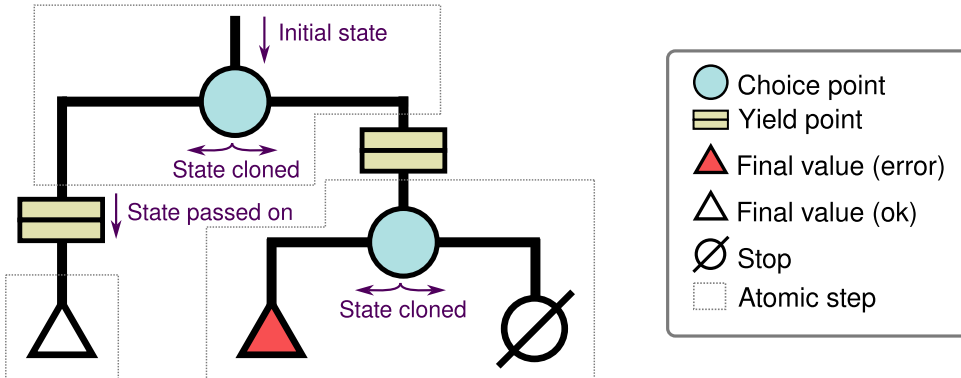 Initial state
State cloned
State passed on
State cloned
Choice point
Yield point
Final value (error)
Final value (ok)
Stop
Atomic step